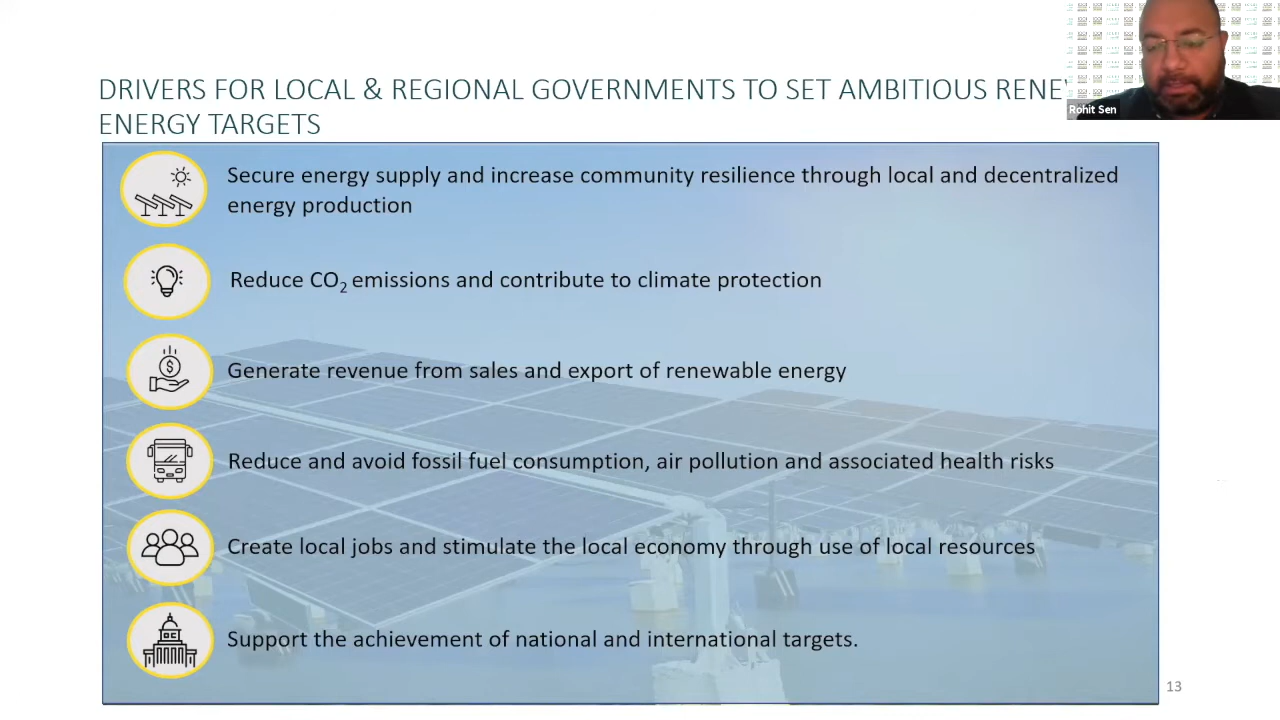 DRIVERS FOR LOCAL & REGIONAL GOVERNMENTS TO SET AMBITIOUS
ENERGY TARGETS
Rohit Sen
Secure energy supply and increase community resilience through local and decentralized
energy production
Reduce CO₂ emissions and contribute to climate protection
Generate revenue from sales and export of renewable energy
Reduce and avoid fossil fuel consumption, air pollution and associated health risks
Create local jobs and stimulate the local economy through use of local resources
Support the achievement of national and international targets.
13